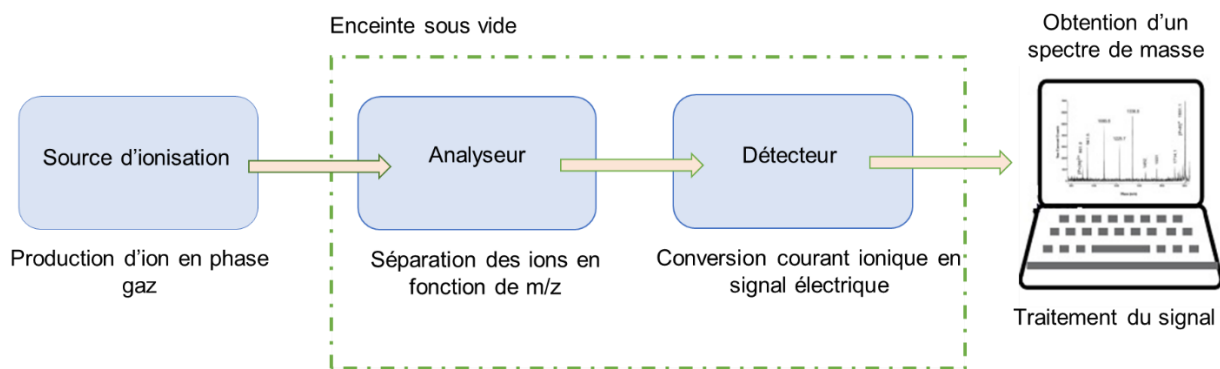 Enceinte sous vide
Obtention d’un
spectre de masse
Source d’ionisation
Analyseur
Détecteur
Production d’ion en phase
gaz
Séparation des ions en
fonction de m/z
Conversion courant ionique en
signal électrique
Traitement du signal